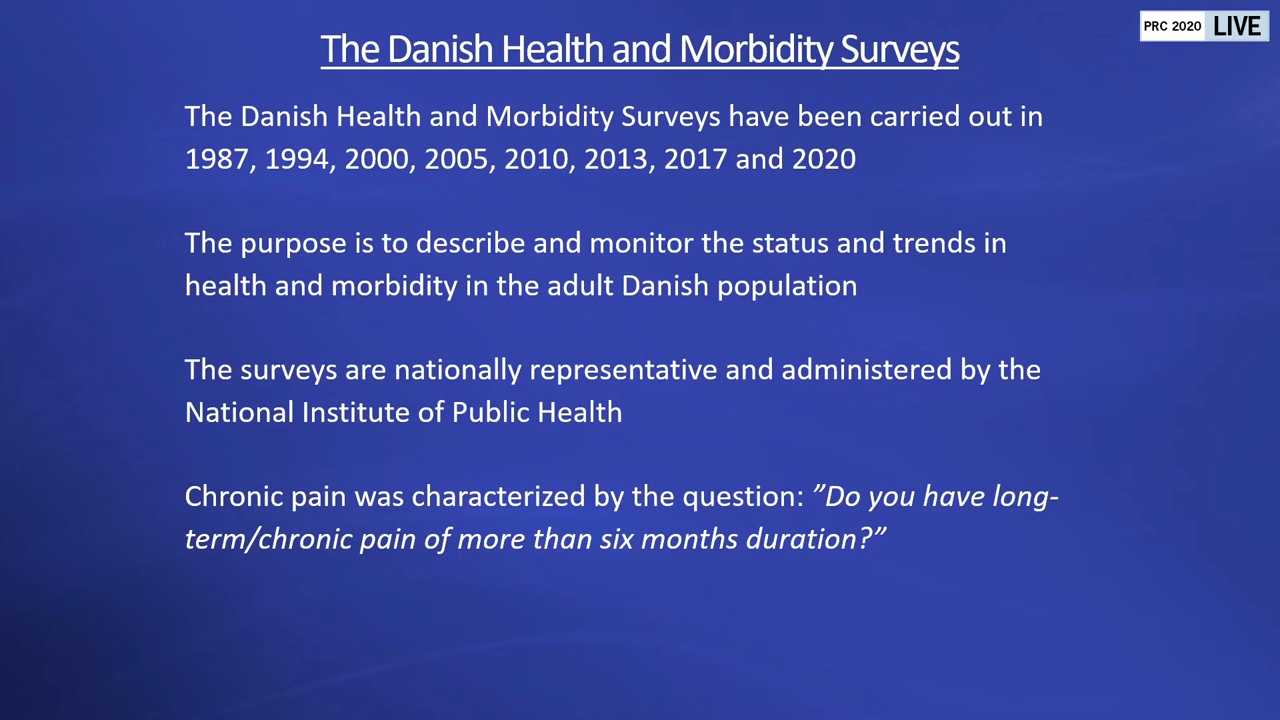 PRC 2020 LIVE
The Danish Health and Morbidity Surveys
The Danish Health and Morbidity Surveys have been carried out in
1987, 1994, 2000, 2005, 2010, 2013, 2017 and 2020
The purpose is to describe and monitor the status and trends in
health and morbidity in the adult Danish population
The surveys are nationally representative and administered by the
National Institute of Public Health
Chronic pain was characterized by the question: ”Do you have long-
term/chronic pain of more than six months duration?”